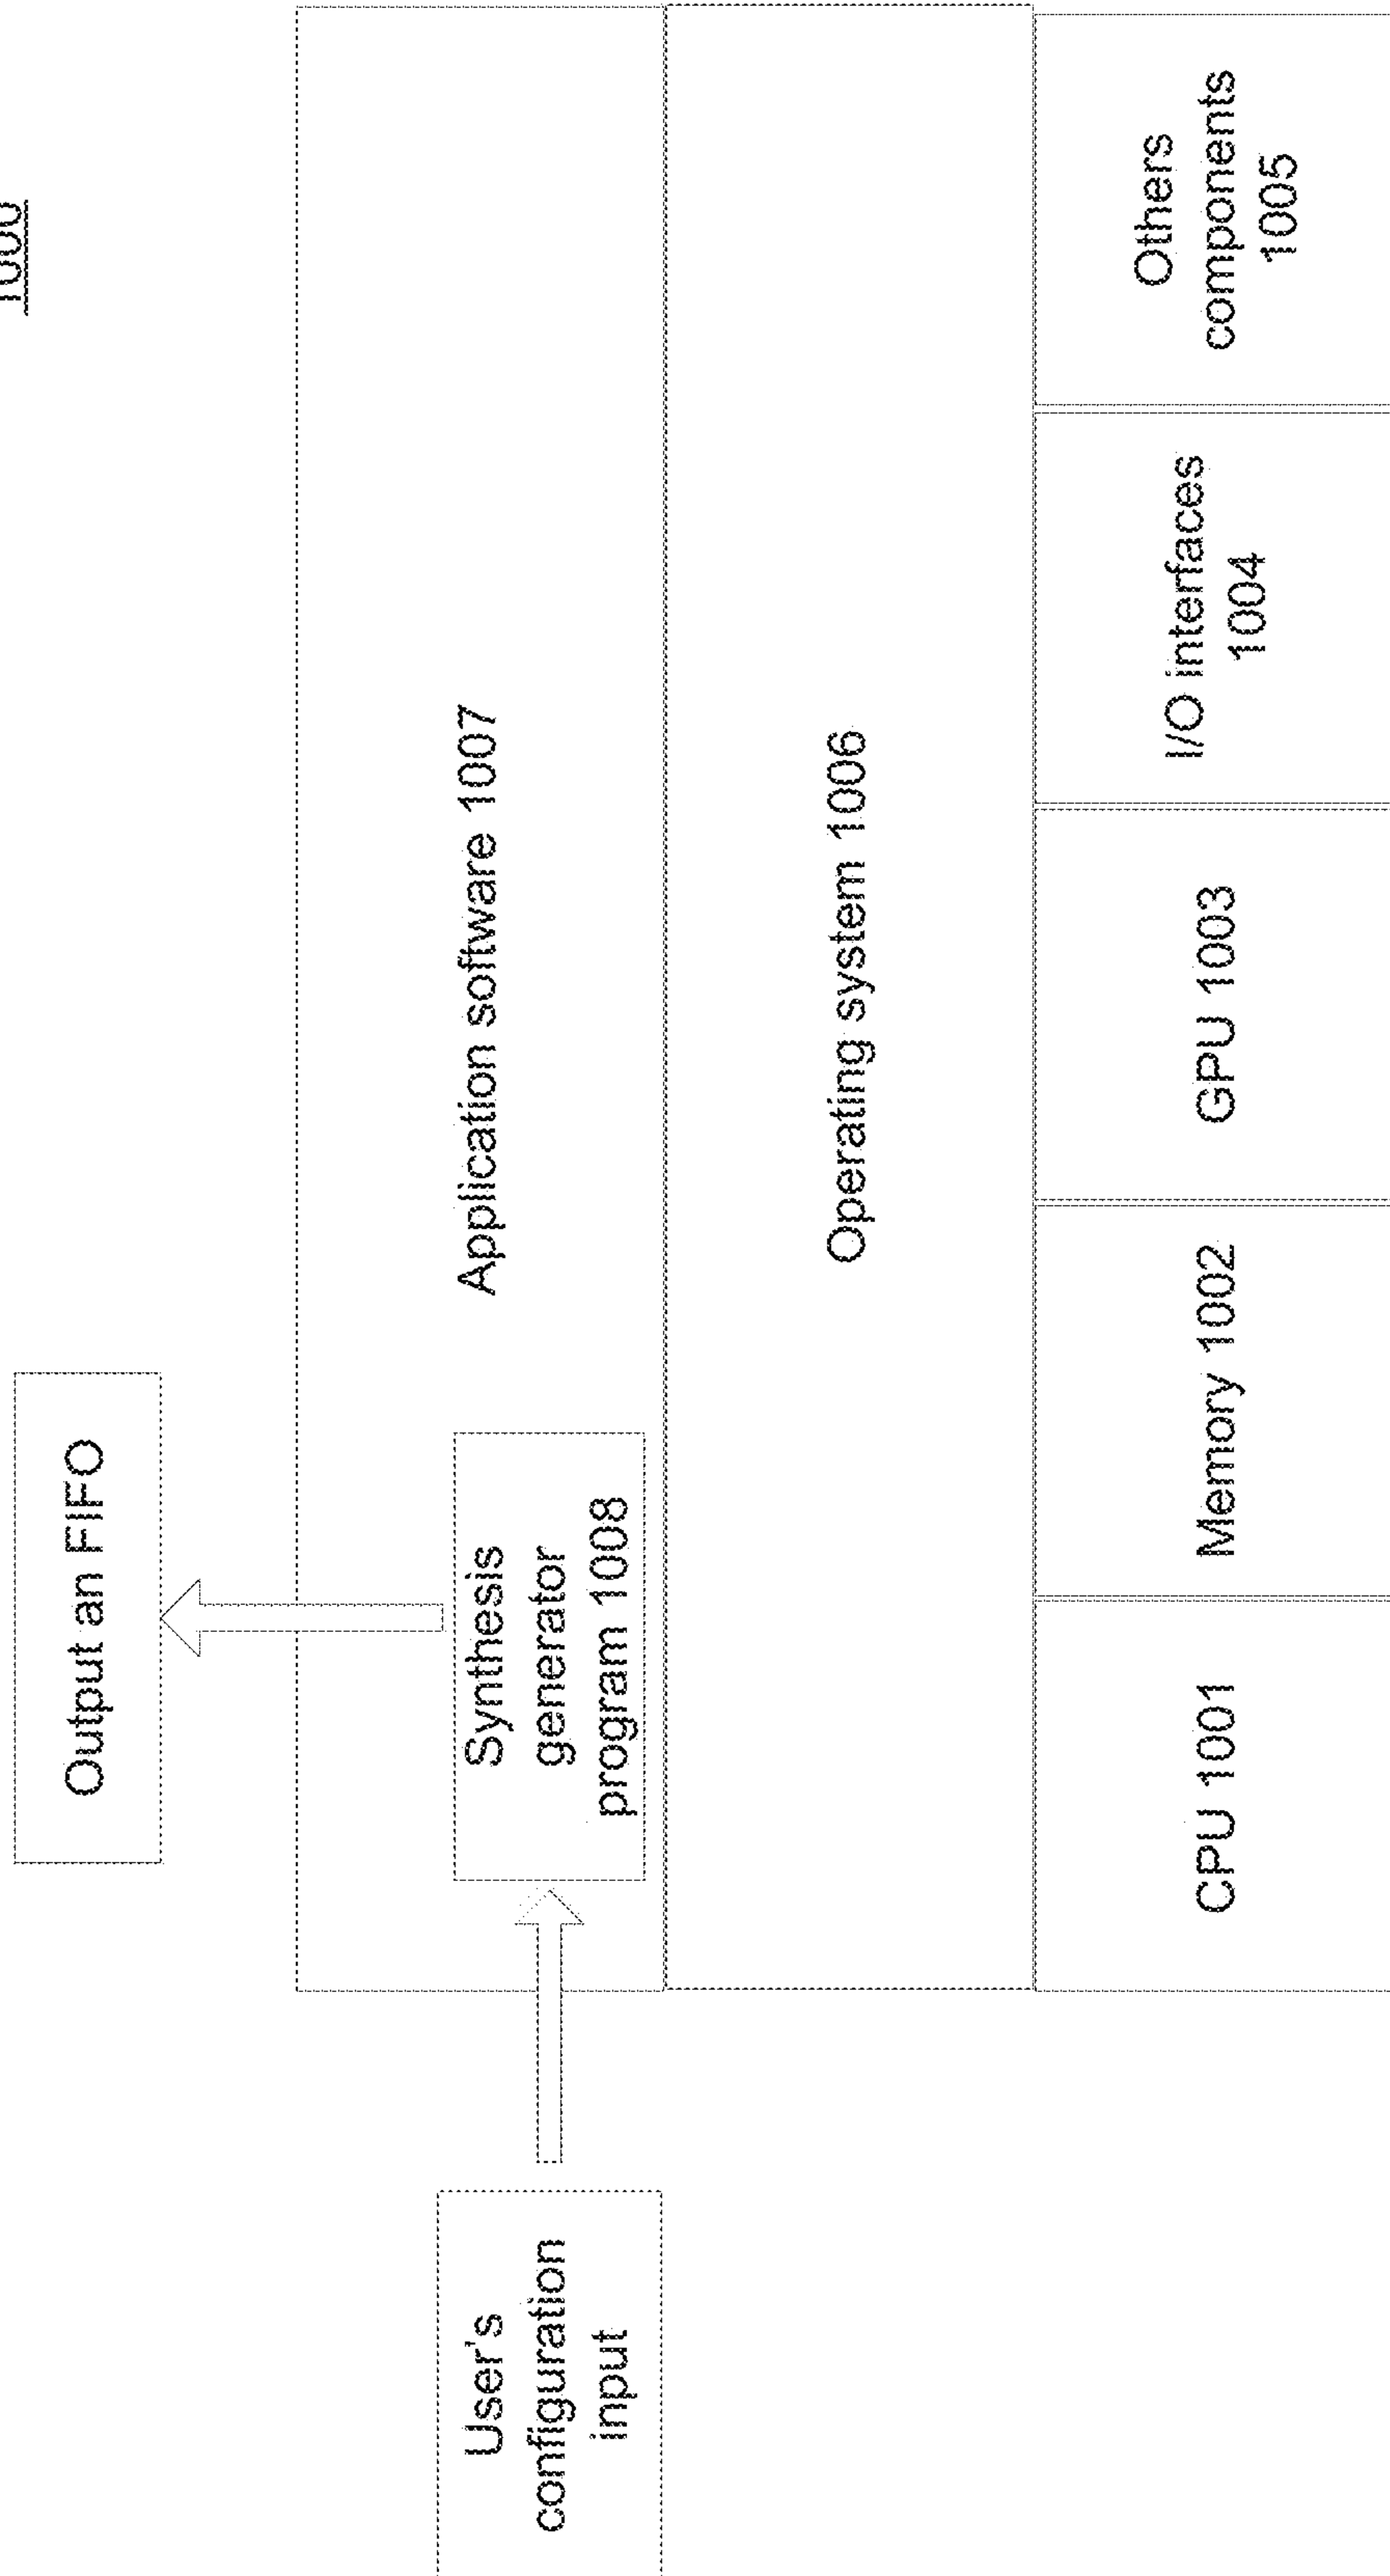 1000
Output an FIFO
Application software 1007
Synthesis
generator
program 1008
User's
configuration
input
Operating system 1006
CPU 1001
Memory 1002
GPU 1003
I/O interfaces
1004
Others
components
1005